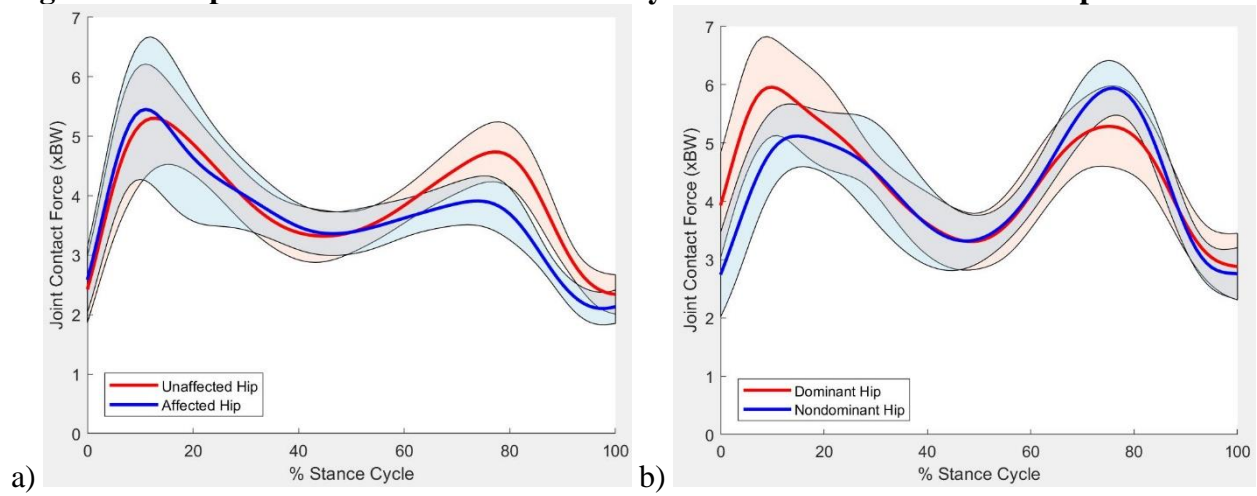 7
6
5
4
3
2
1
0
Joint Contact Force (xBW)
Unaffected Hip
Affected Hip
0 20 40 60 80 100
% Stance Cycle
a)
7
6
5
4
3
2
1
0
Joint Contact Force (xBW)
Dominant Hip
Nondominant Hip
0 20 40 60 80 100
% Stance Cycle
b)